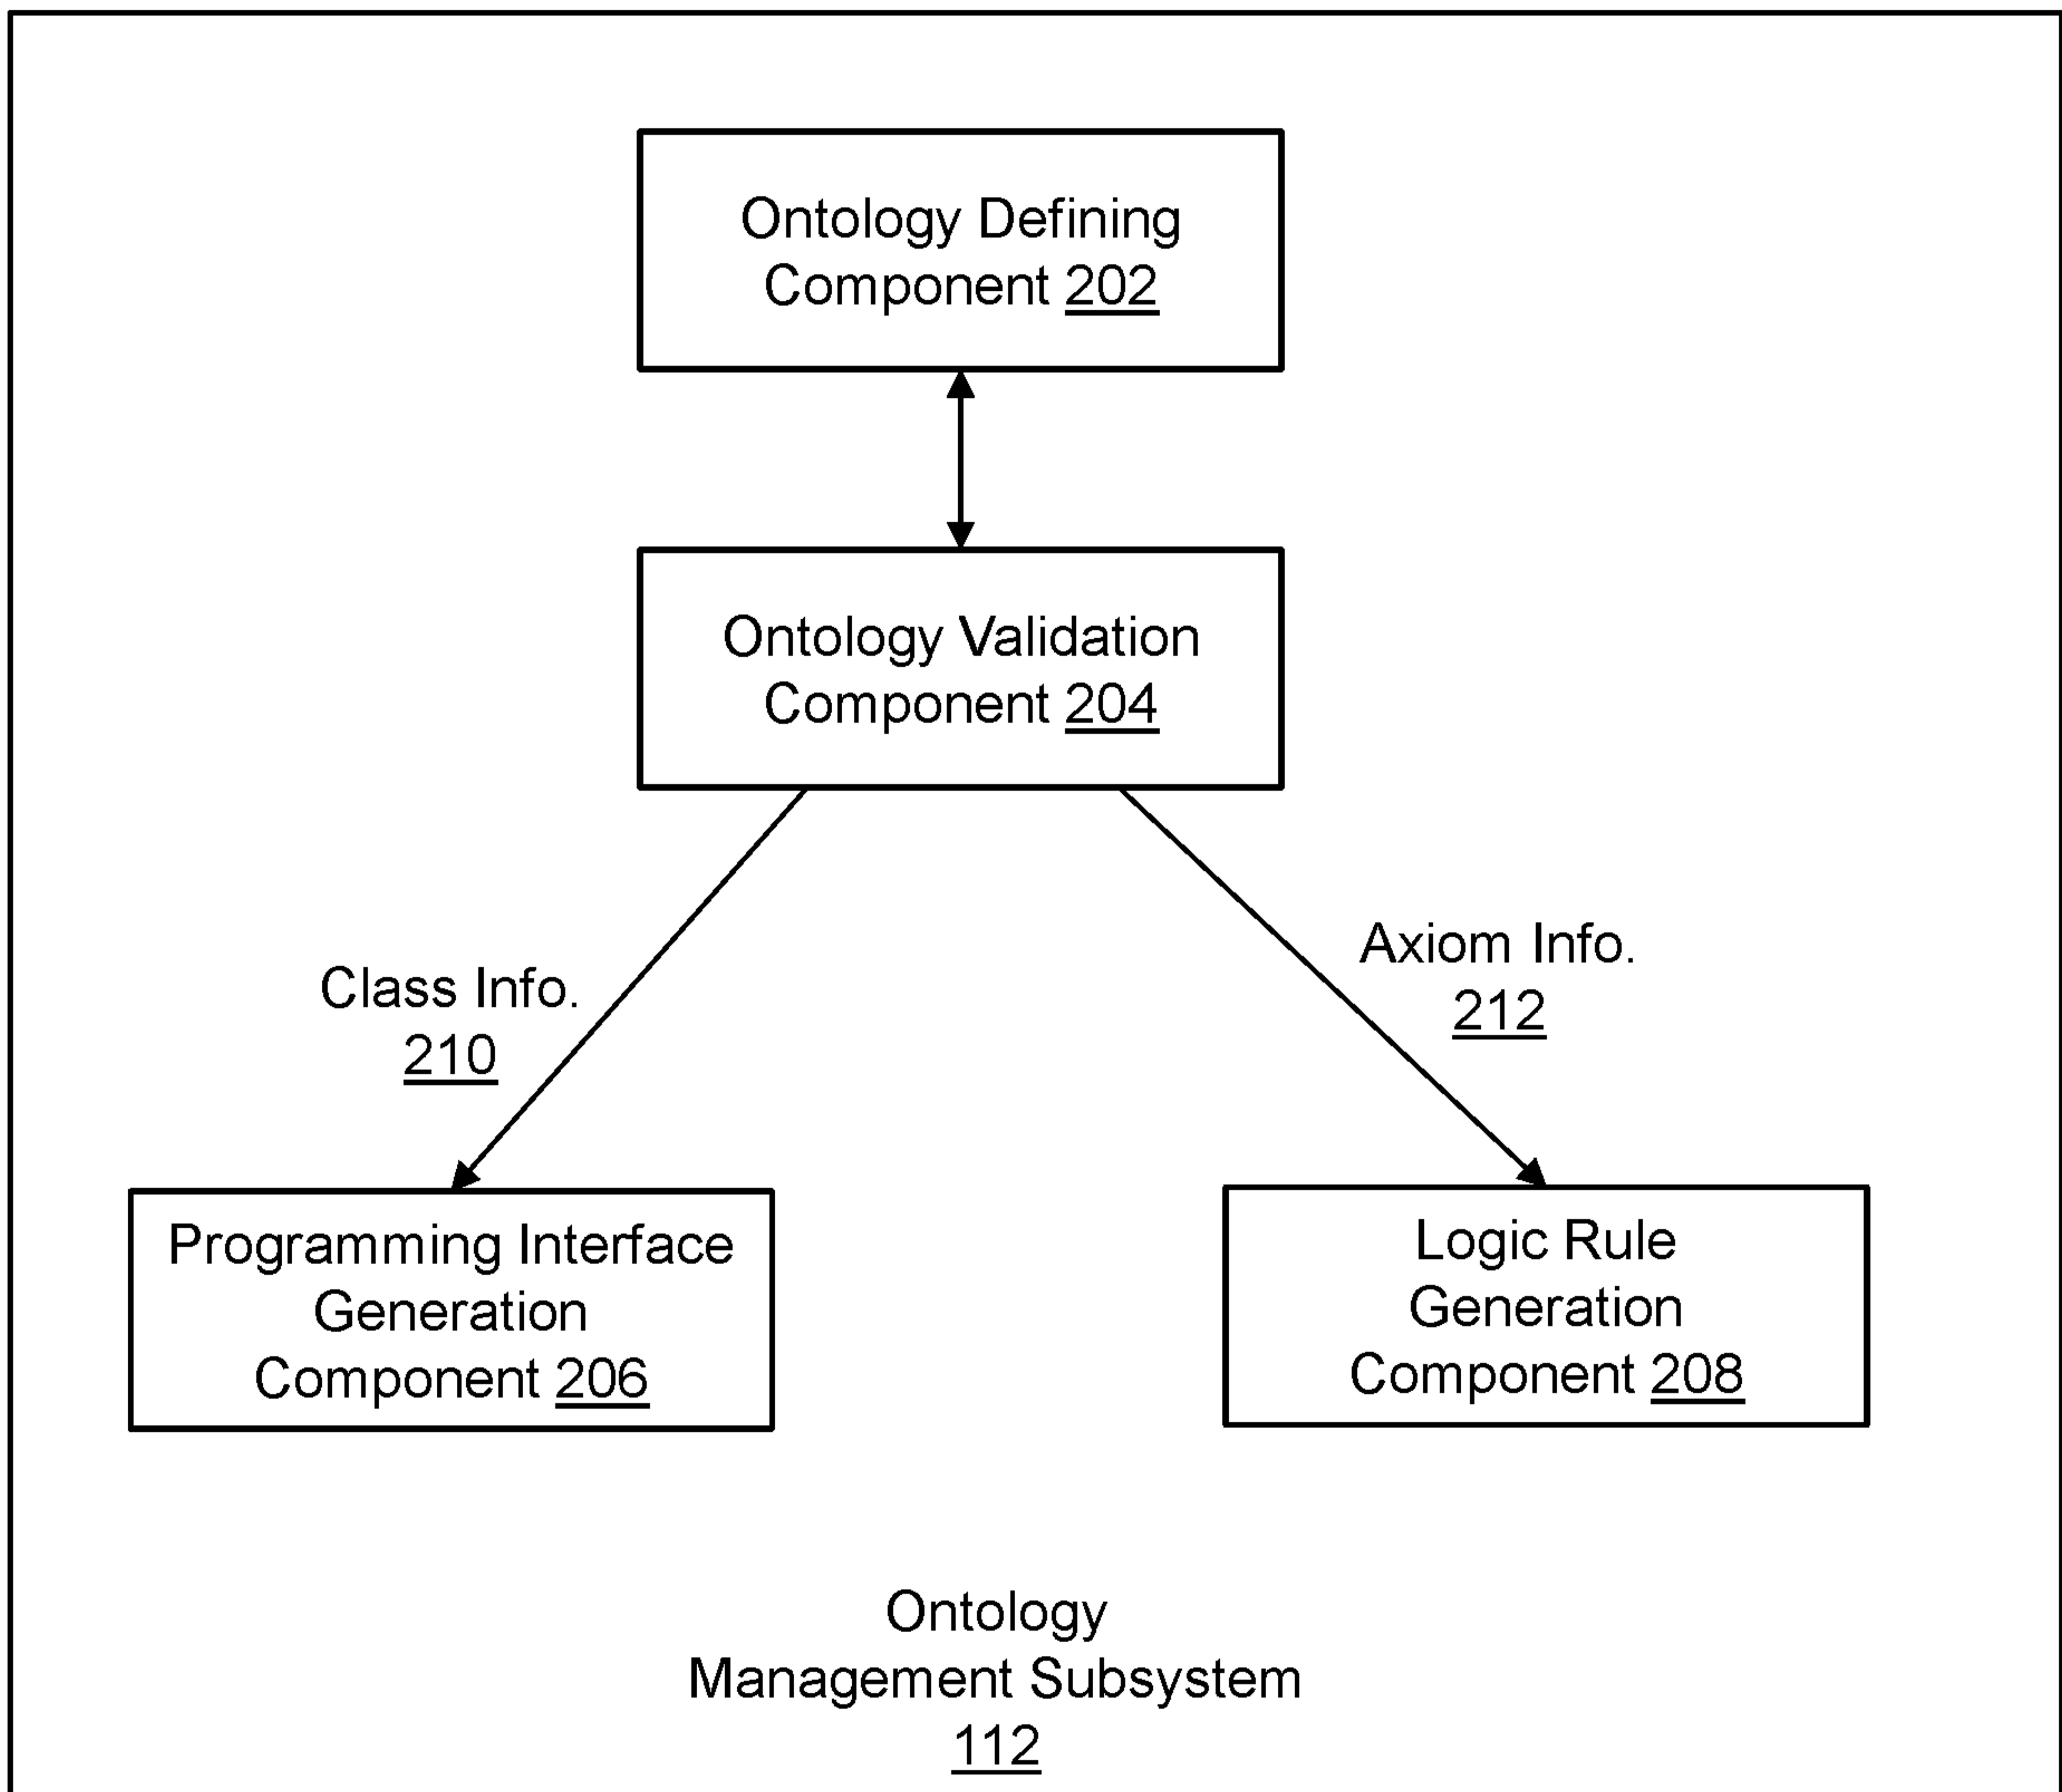 Ontology Defining
Component 202
Ontology Validation
Component 204
Class Info.
210
Axiom Info.
212
Programming Interface
Generation
Component 206
Logic Rule
Generation
Component 208
Ontology
Management Subsystem
112